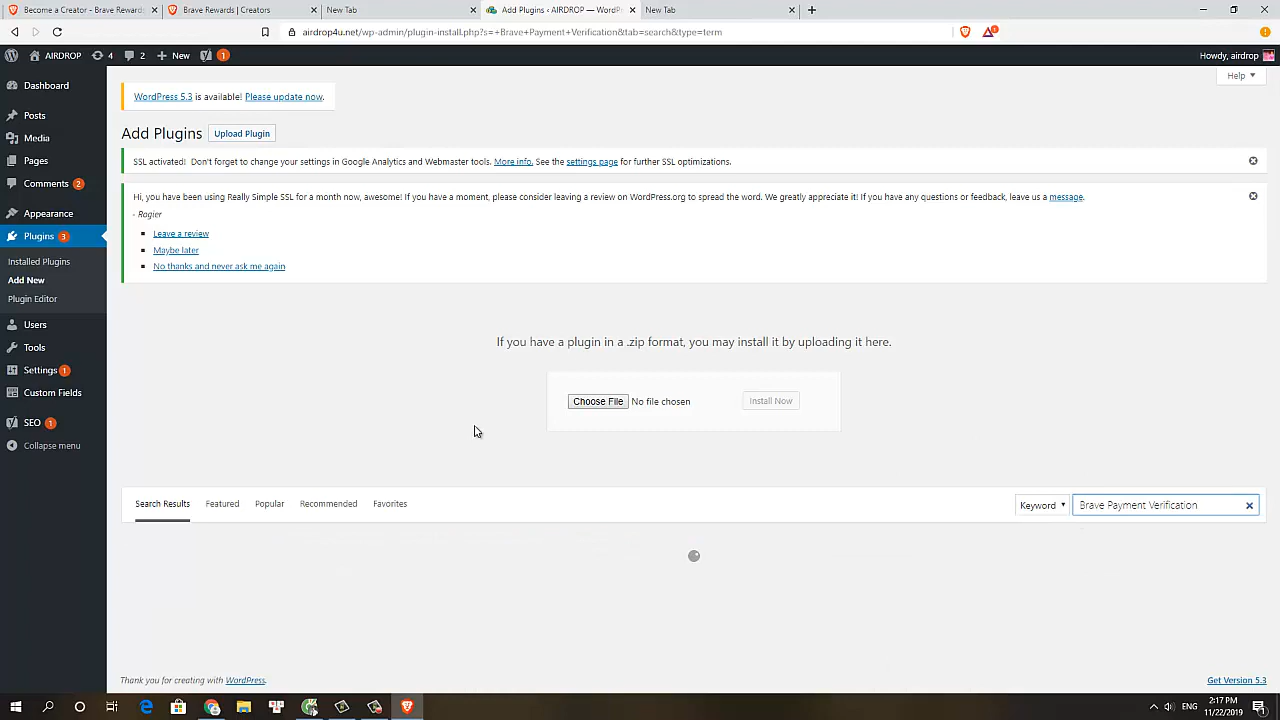 Become a Creator - Brave Reward
Brave Rewards | Creators
New Tab
Add Plugins ‹ AIRDROP — WordPr
New Tab
airdrop4u.net/wp-admin/plugin-install.php?s=+Brave+Payment+Verification&tab=search&type=term
AIRDROP
4
2
New
1
Howdy, airdrop
Help
Dashboard
WordPress 5.3 is available! Please update now.
Posts
Add Plugins
Upload Plugin
Media
Pages
SSL activated! Don't forget to change your settings in Google Analytics and Webmaster tools. More info. See the settings page for further SSL optimizations.
Comments 2
Hi, you have been using Really Simple SSL for a month now, awesome! If you have a moment, please consider leaving a review on WordPress.org to spread the word. We greatly appreciate it! If you have any questions or feedback, leave us a message.
Appearance
- Rogier
Plugins 3
Leave a review
Maybe later
Installed Plugins
No thanks and never ask me again
Add New
Plugin Editor
Users
If you have a plugin in a .zip format, you may install it by uploading it here.
Tools
Settings 1
Custom Fields
Choose File No file chosen
Install Now
SEO 1
Collapse menu
Search Results
Featured
Popular
Recommended
Favorites
Keyword
Brave Payment Verification
Thank you for creating with WordPress.
Get Version 5.3
ENG
2:17 PM
11/22/2019